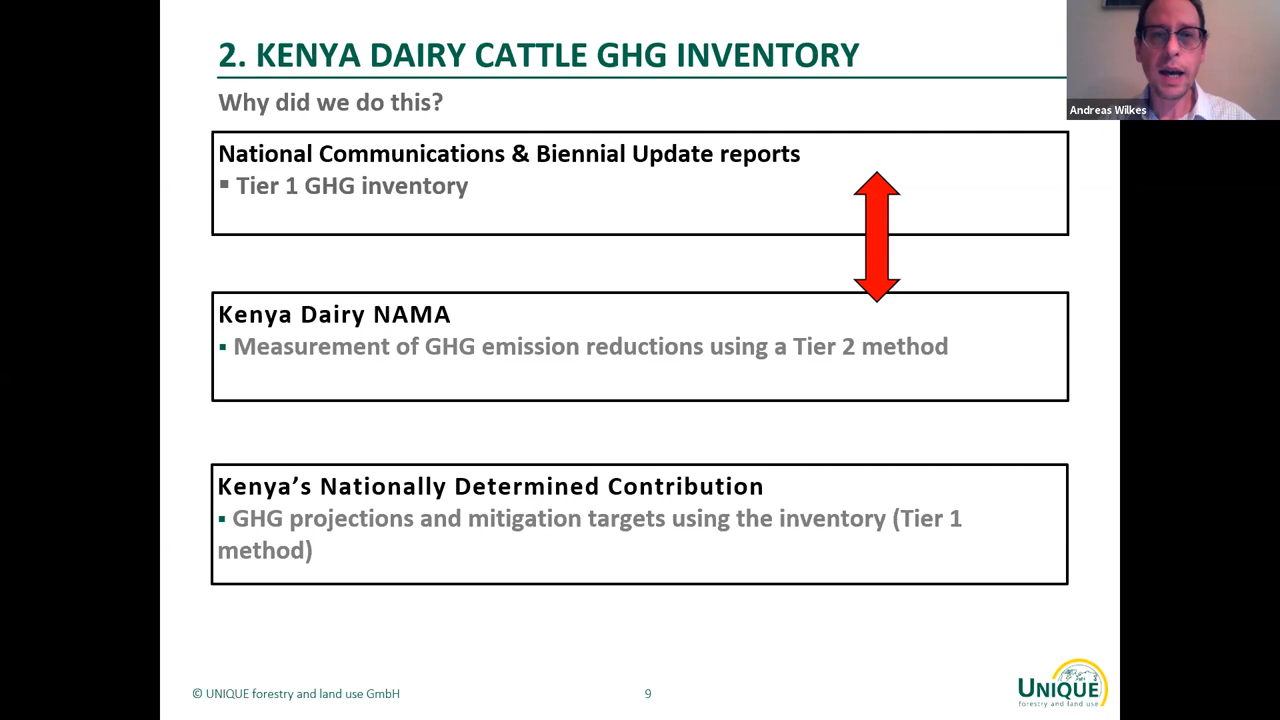 2. KENYA DAIRY CATTLE GHG INVENTORY
Why did we do this?
Andreas Wilkes
National Communications & Biennial Update reports
▪ Tier 1 GHG inventory
Kenya Dairy NAMA
▪ Measurement of GHG emission reductions using a Tier 2 method
Kenya’s Nationally Determined Contribution
▪ GHG projections and mitigation targets using the inventory (Tier 1
method)
© UNIQUE forestry and land use GmbH
9
UNIQUE
forestry and land use